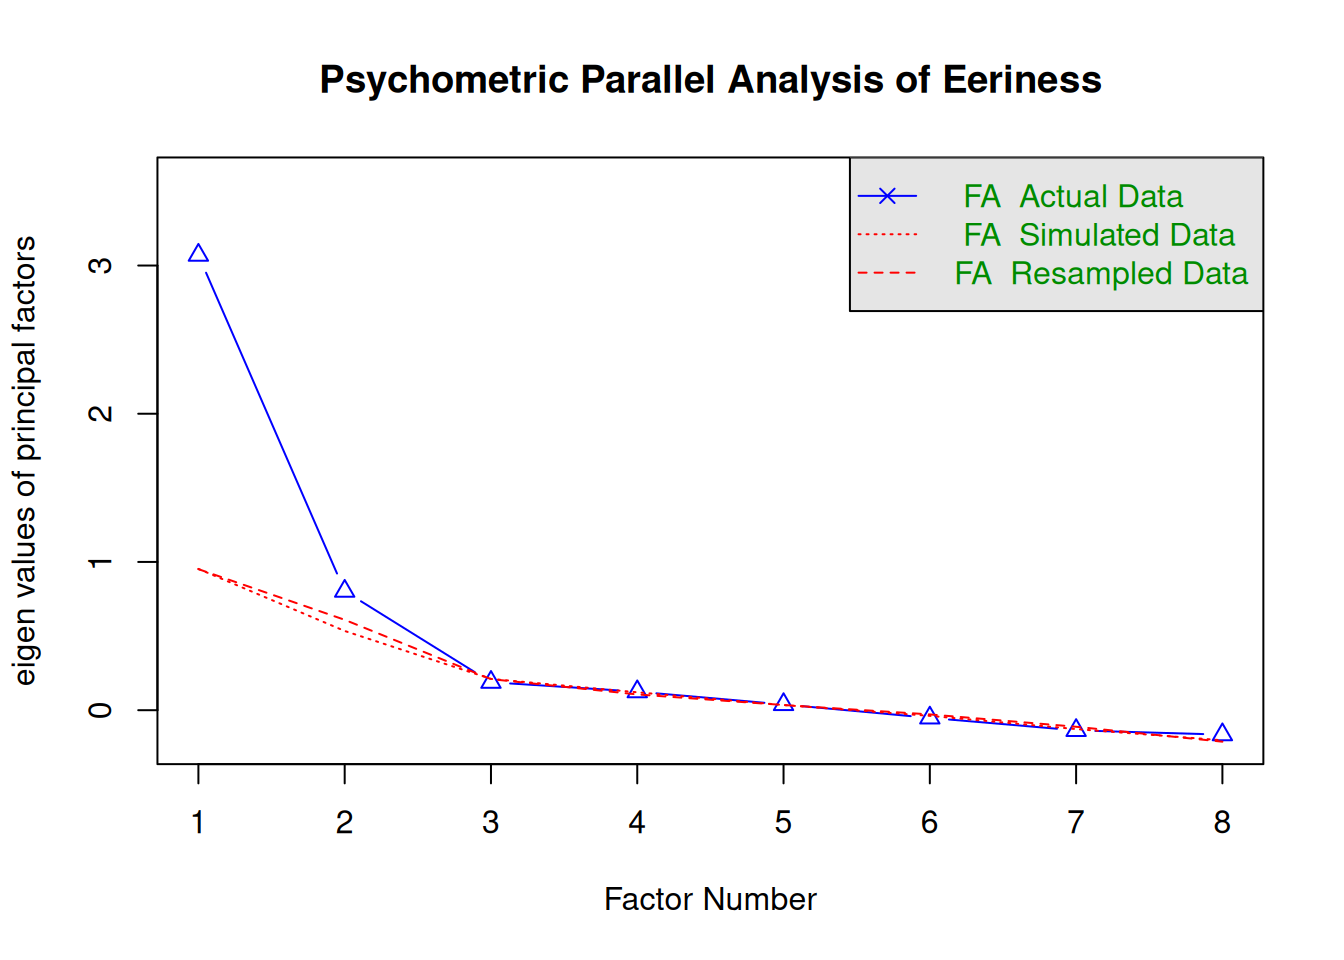 Psychometric Parallel Analysis of Eeriness
eigen values of principal factors
3
2
1
0
FA Actual Data
FA Simulated Data
FA Resampled Data
1 2 3 4 5 6 7 8
Factor Number